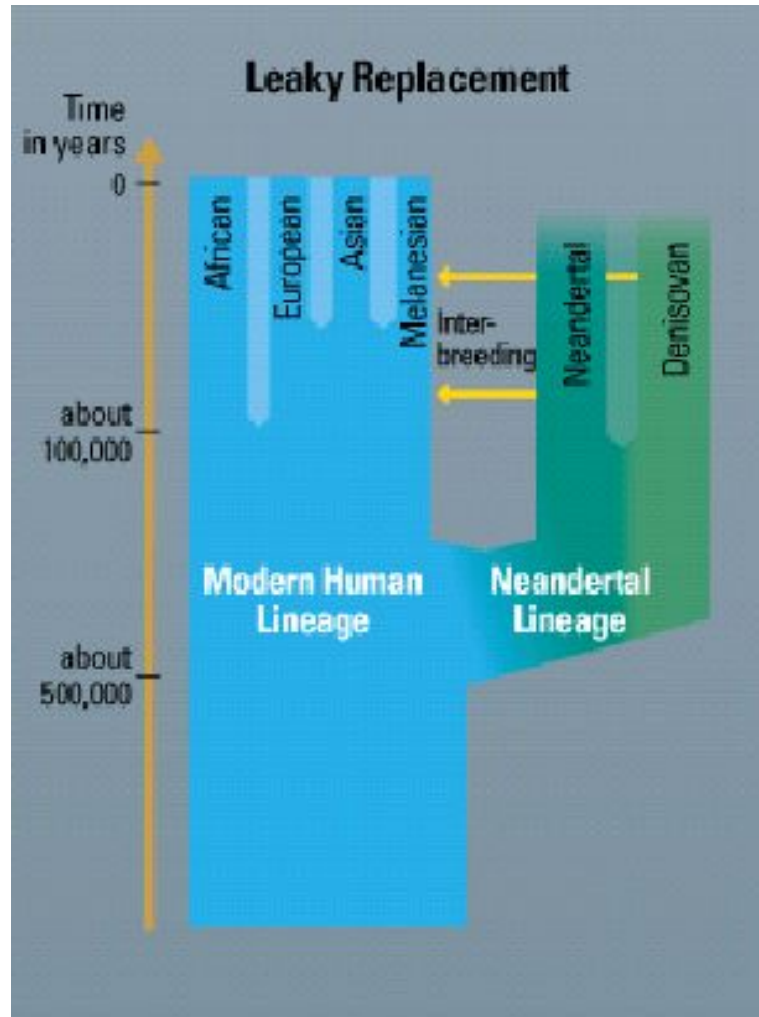 Leaky Replacement
Time
in years
0
African
European
Asian
Melanesian
Inter-
breeding
Neandertal
Denisovan
about
100,000
Modern Human
Lineage
Neandertal
Lineage
about
500,000